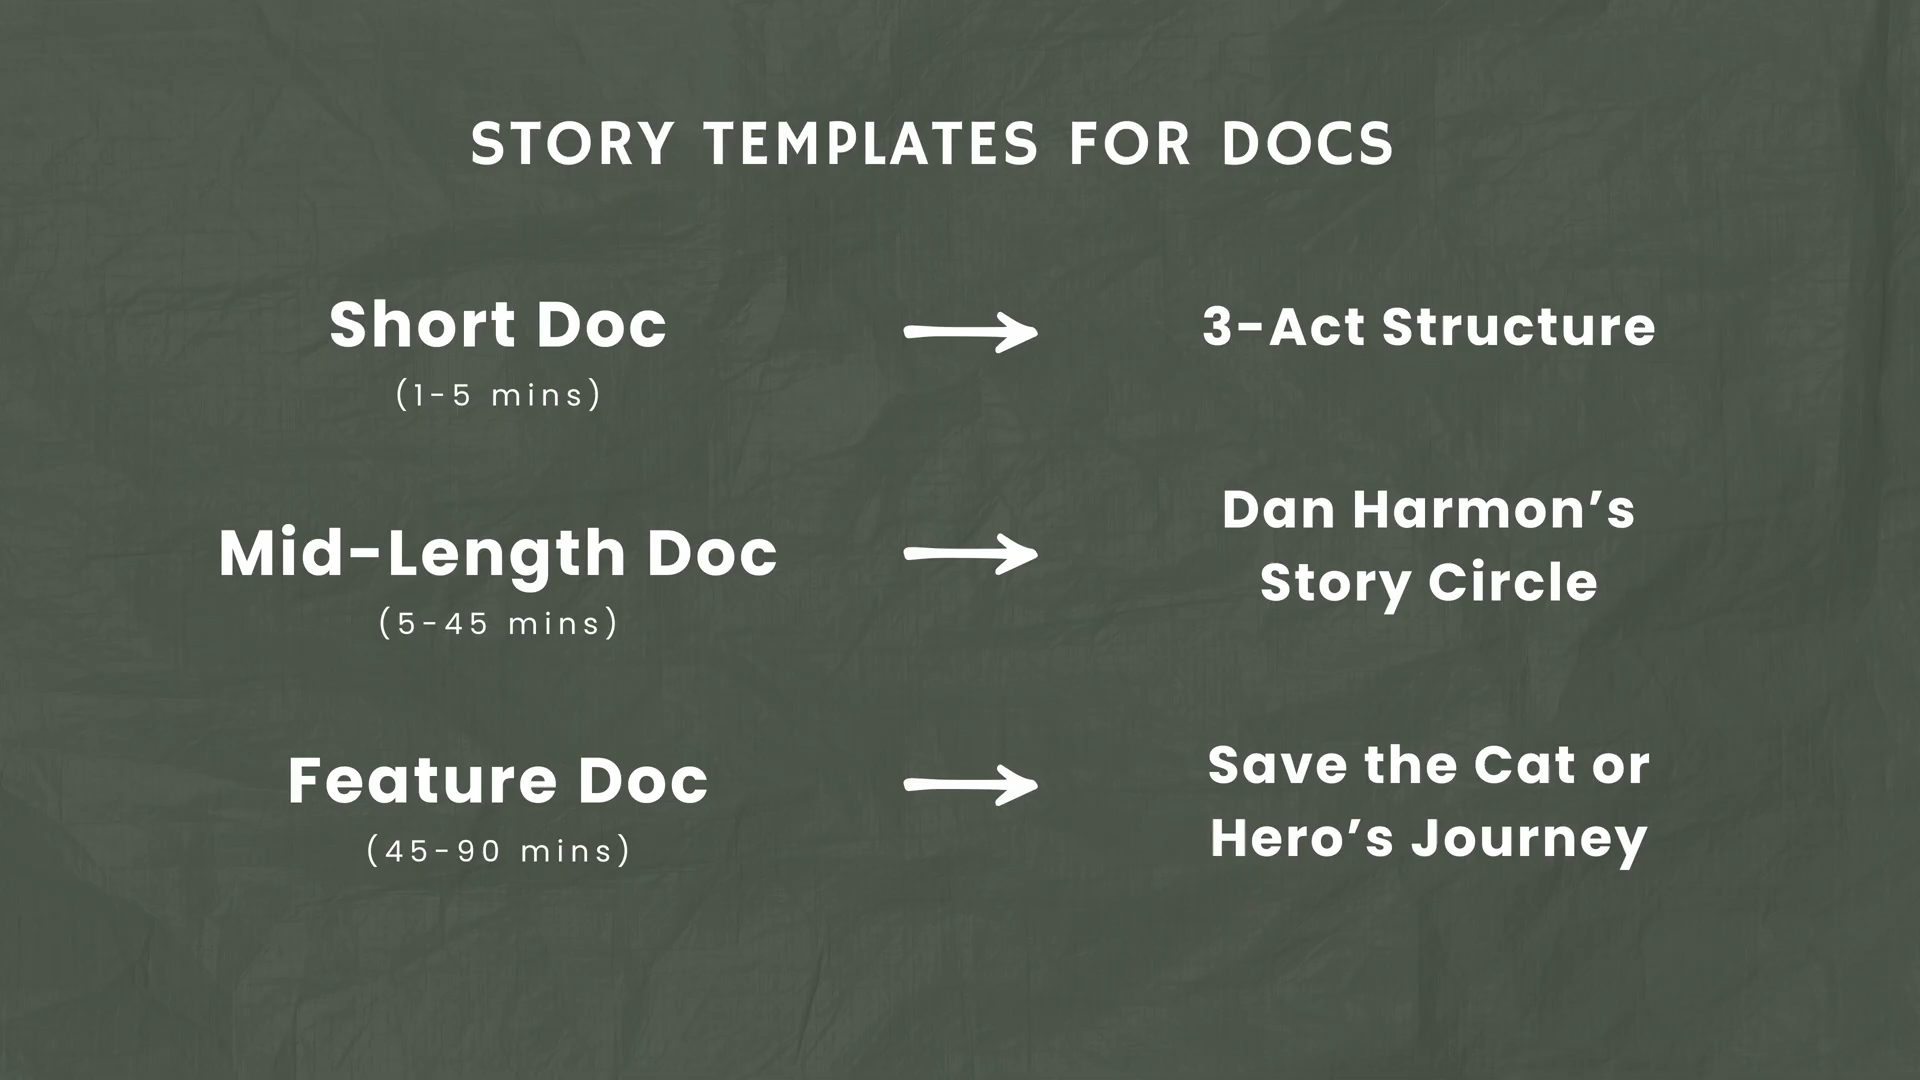 STORY TEMPLATES FOR DOCS
Short Doc
(1-5 mins)
3-Act Structure
Mid-Length Doc
(5-45 mins)
Dan Harmon’s
Story Circle
Feature Doc
(45-90 mins)
Save the Cat or
Hero’s Journey